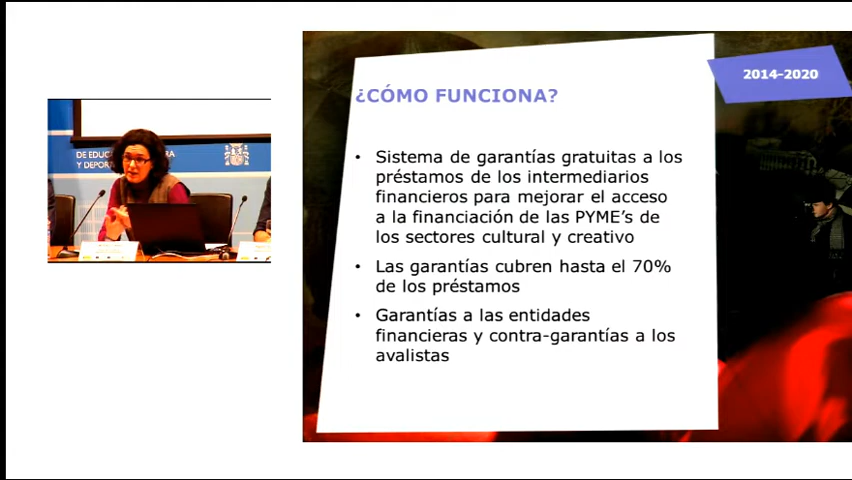 DE EDUCA
RA
Y DEPOR
2014-2020
¿CÓMO FUNCIONA?
• Sistema de garantías gratuitas a los
préstamos de los intermediarios
financieros para mejorar el acceso
a la financiación de las PYME’s de
los sectores cultural y creativo
• Las garantías cubren hasta el 70%
de los préstamos
• Garantías a las entidades
financieras y contra-garantías a los
avalistas